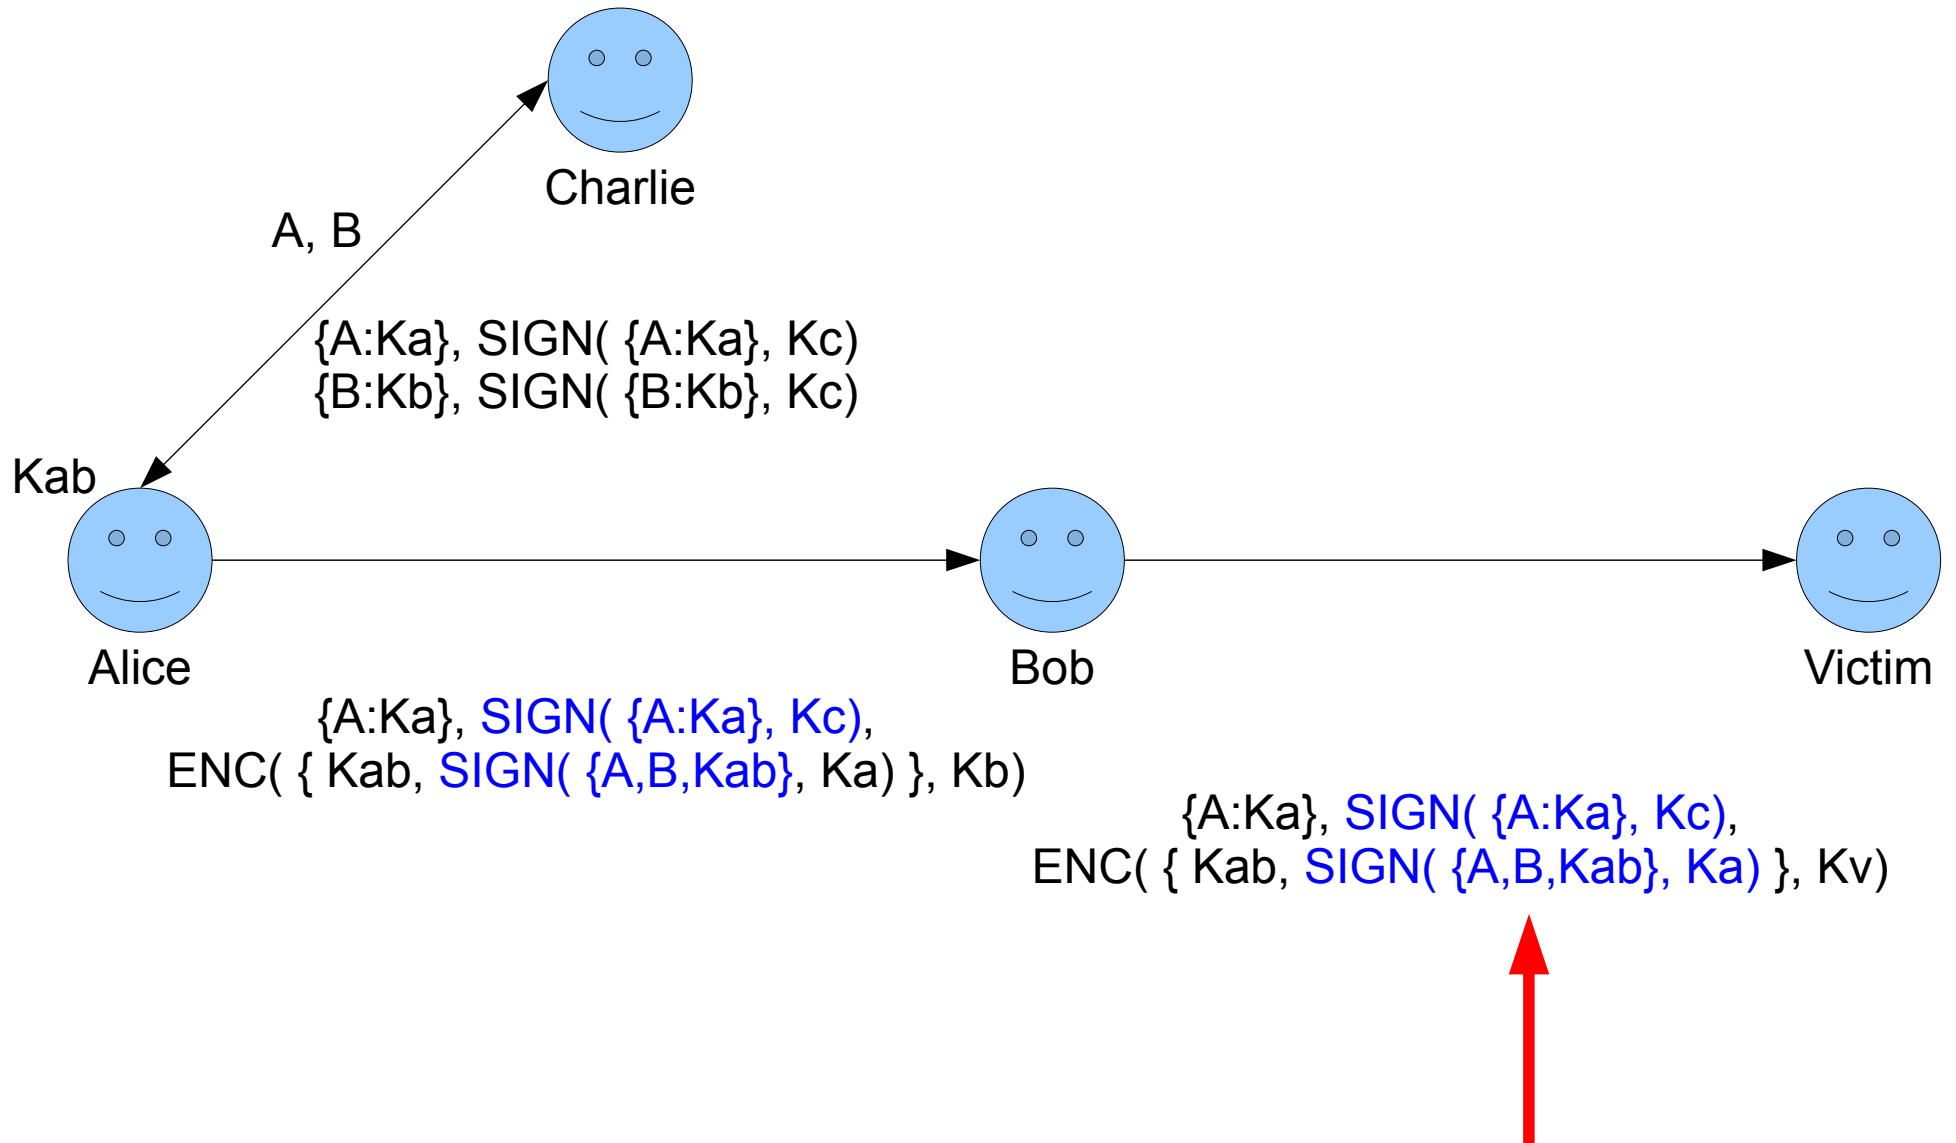 Charlie
A, B
{A:Ka}, SIGN( {A:Ka}, Kc)
{B:Kb}, SIGN( {B:Kb}, Kc)
Kab
Alice
Bob
Victim
{A:Ka}, SIGN( {A:Ka}, Kc),
ENC( { Kab, SIGN( {A,B,Kab}, Ka) }, Kb)
{A:Ka}, SIGN( {A:Ka}, Kc),
ENC( { Kab, SIGN( {A,B,Kab}, Ka) }, Kv)